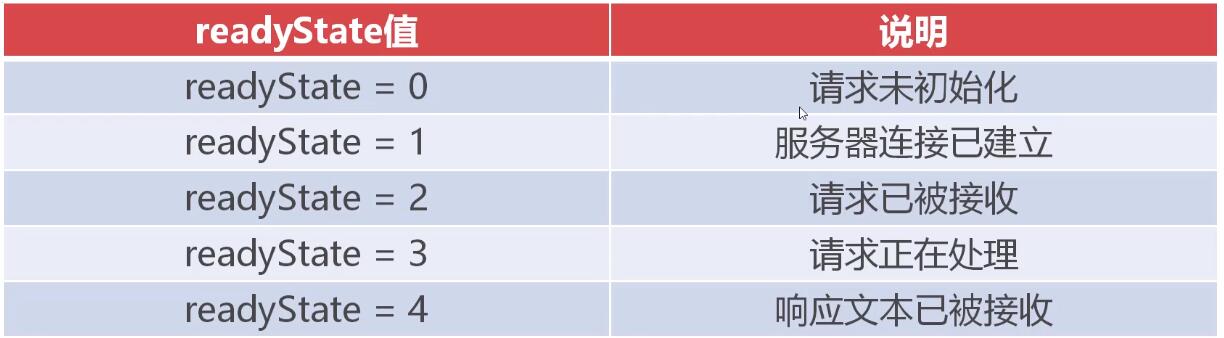 readyState值 说明
readyState = 0 请求未初始化
readyState = 1 服务器连接已建立
readyState = 2 请求已被接收
readyState = 3 请求正在处理
readyState = 4 响应文本已被接收